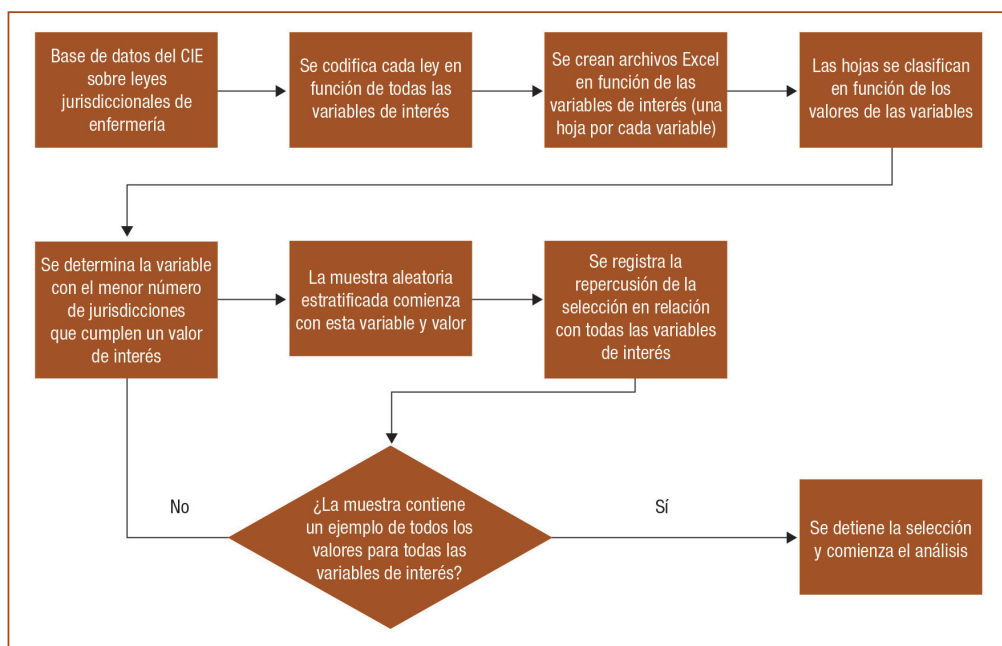 Base de datos del CIE
sobre leyes
jurisdiccionales de
enfermería
Se codifica cada ley en
función de todas las
variables de interés
Se crean archivos Excel
en función de las
variables de interés (una
hoja por cada variable)
Las hojas se clasifican
en función de los
valores de las variables
Se determina la variable
con el menor número
de jurisdicciones
que cumplen un valor
de interés
La muestra aleatoria
estratificada comienza
con esta variable y valor
Se registra la
repercusión de la
selección en relación
con todas las variables
de interés
No
¿La muestra contiene
un ejemplo de todos los
valores para todas las
variables de interés?
Sí
Se detiene la selección
y comienza el análisis